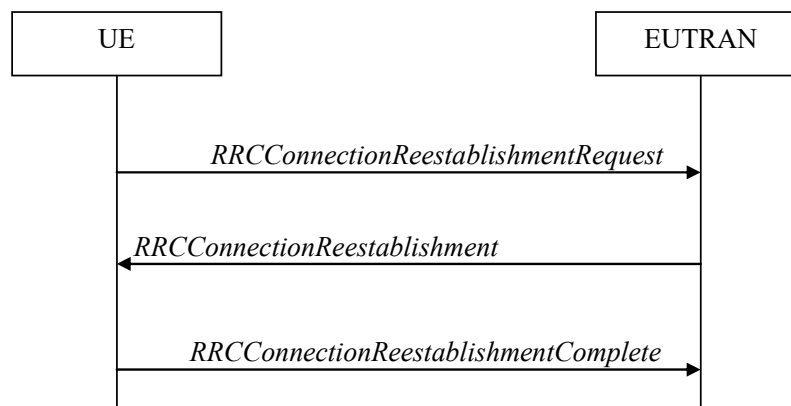 UE
EUTRAN
RRCConnectionReestablishmentRequest
RRCConnectionReestablishment
RRCConnectionReestablishmentComplete